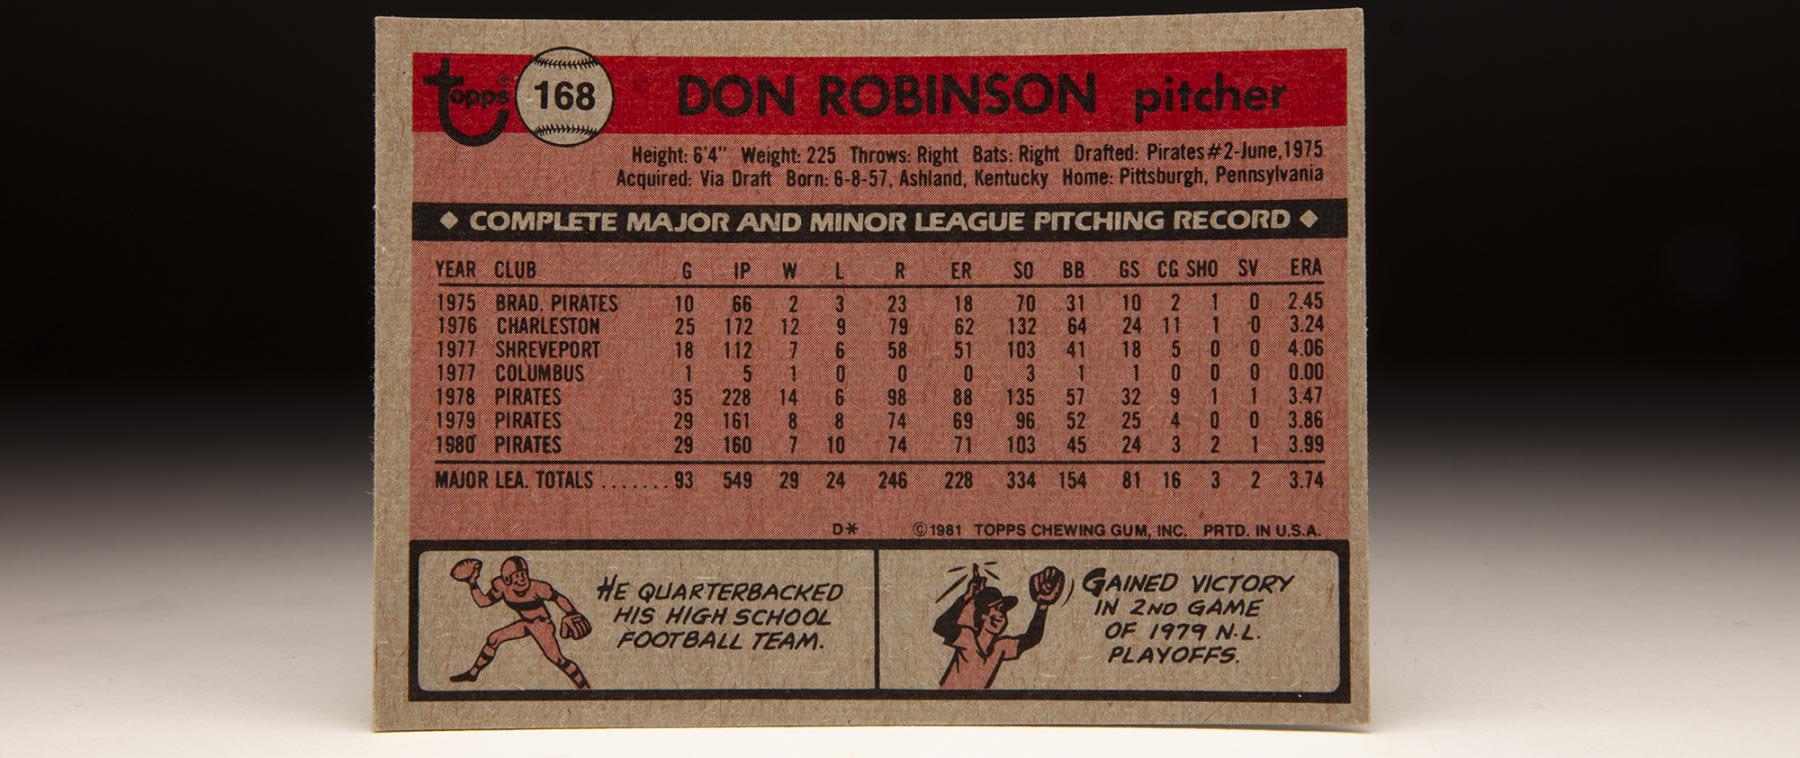 topps® 168 DON ROBINSON pitcher
Height: 6'4" Weight: 225 Throws: Right Bats: Right Drafted: Pirates #2-June, 1975
Acquired: Via Draft Born: 6-8-57, Ashland, Kentucky Home: Pittsburgh, Pennsylvania
◆ COMPLETE MAJOR AND MINOR LEAGUE PITCHING RECORD ◆
YEAR CLUB G IP W L R ER SO BB GS CG SHO SV ERA
1975 BRAD. PIRATES 10 66 2 3 23 18 70 31 10 2 1 0 2.45
1976 CHARLESTON 25 172 12 9 79 62 132 64 24 11 1 0 3.24
1977 SHREVEPORT 18 112 7 6 58 51 103 41 18 5 0 0 4.06
1977 COLUMBUS 1 5 1 0 0 0 3 1 1 0 0 0 0.00
1978 PIRATES 35 228 14 6 98 88 135 57 32 9 1 1 3.47
1979 PIRATES 29 161 8 8 74 69 96 52 25 4 0 0 3.86
1980 PIRATES 29 160 7 10 74 71 103 45 24 3 2 1 3.99
MAJOR LEA. TOTALS ....... 93 549 29 24 246 228 334 154 81 16 3 2 3.74
D* ©1981 TOPPS CHEWING GUM, INC. PRTD. IN U.S.A.
HE QUARTERBACKED
HIS HIGH SCHOOL
FOOTBALL TEAM.
GAINED VICTORY
IN 2ND GAME
OF 1979 N.L.
PLAYOFFS.